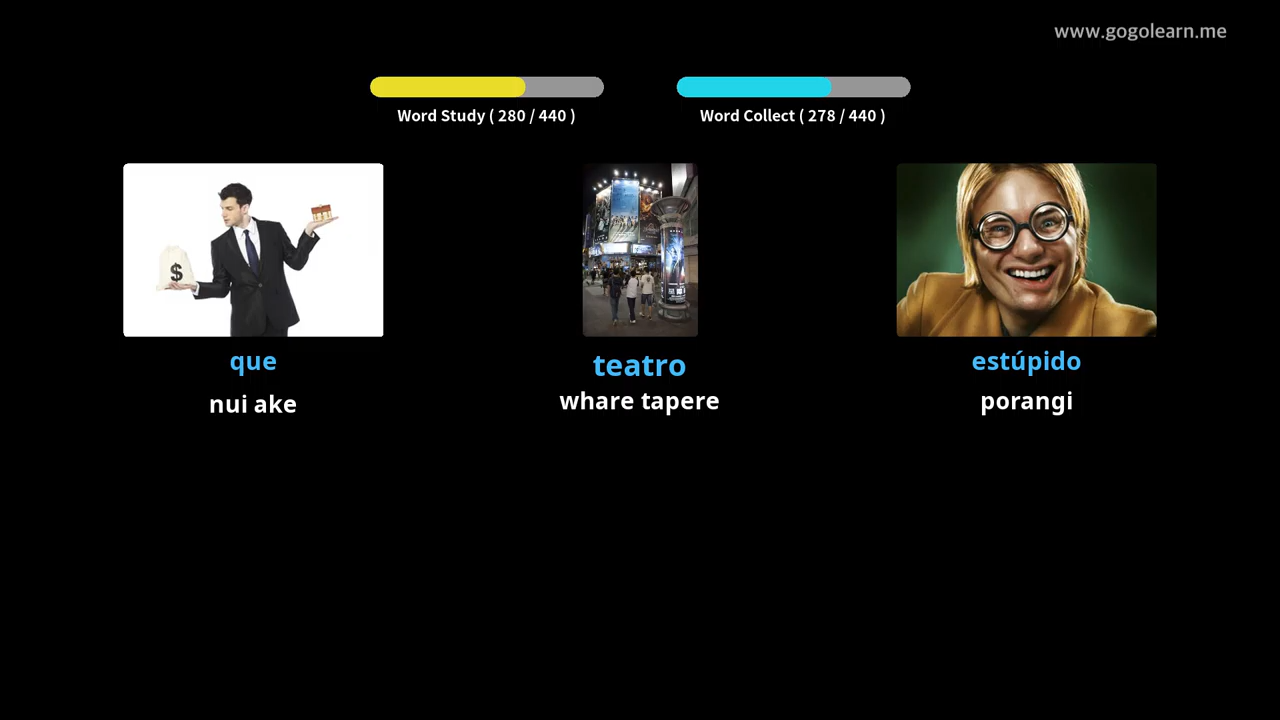 www.gogolearn.me
Word Study ( 280 / 440 )
Word Collect ( 278 / 440 )
$
que
teatro
estúpido
nui ake
whare tapere
porangi